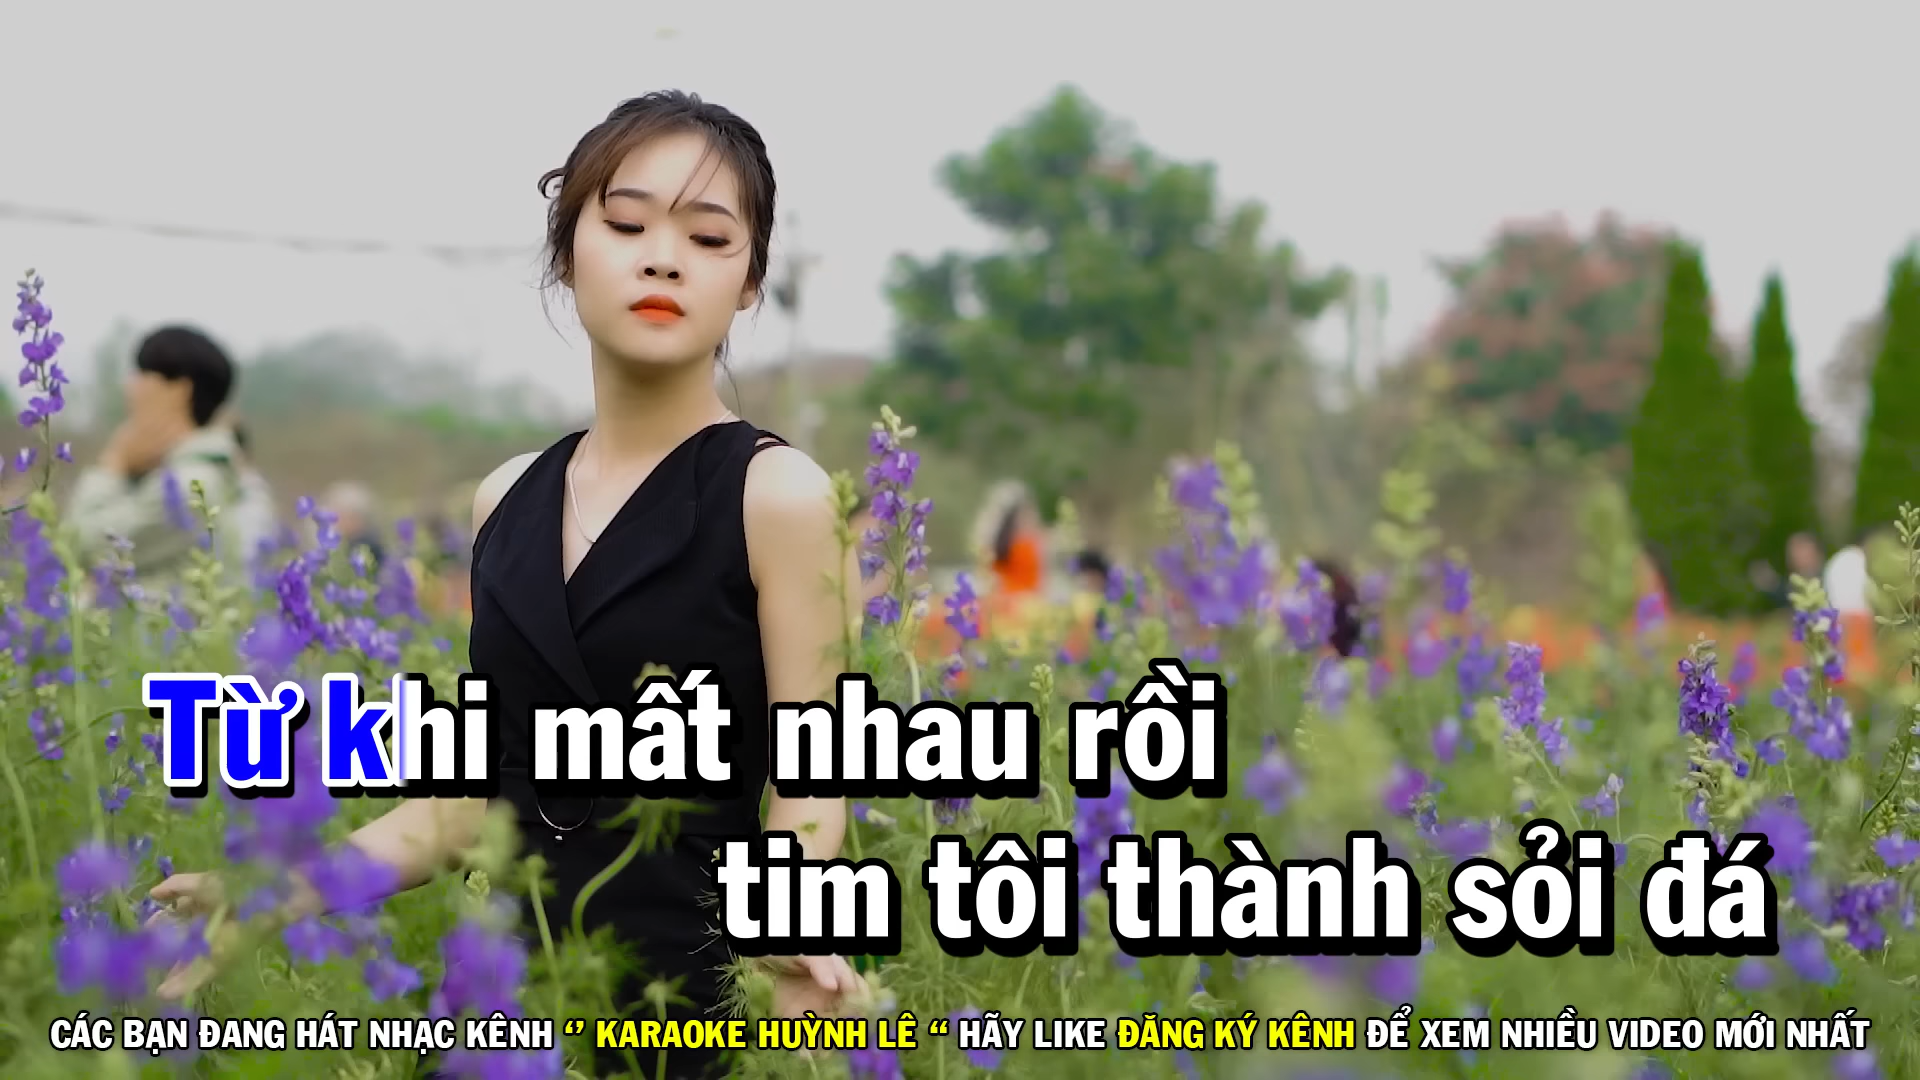 Từ khi mất nhau rồi
tim tôi thành sỏi đá
CÁC BẠN ĐANG HÁT NHẠC KÊNH ‘’ KARAOKE HUỲNH LÊ “ HÃY LIKE ĐĂNG KÝ KÊNH ĐỂ XEM NHIỀU VIDEO MỚI NHẤT